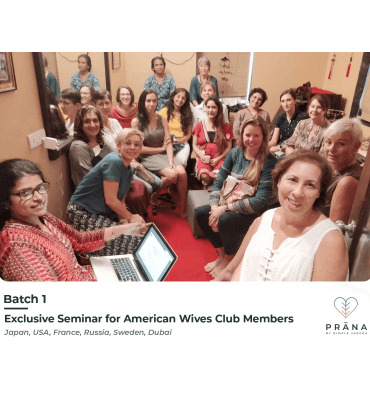 Batch 1
Exclusive Seminar for American Wives Club Members
Japan, USA, France, Russia, Sweden, Dubai
PRĀNA